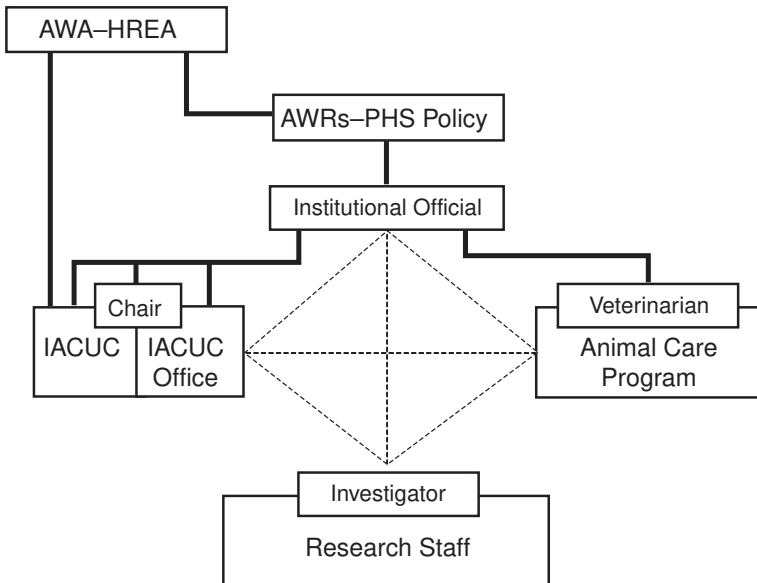 AWA–HREA
AWRs–PHS Policy
Institutional Official
Chair
IACUC
IACUC
Office
Veterinarian
Animal Care
Program
Investigator
Research Staff